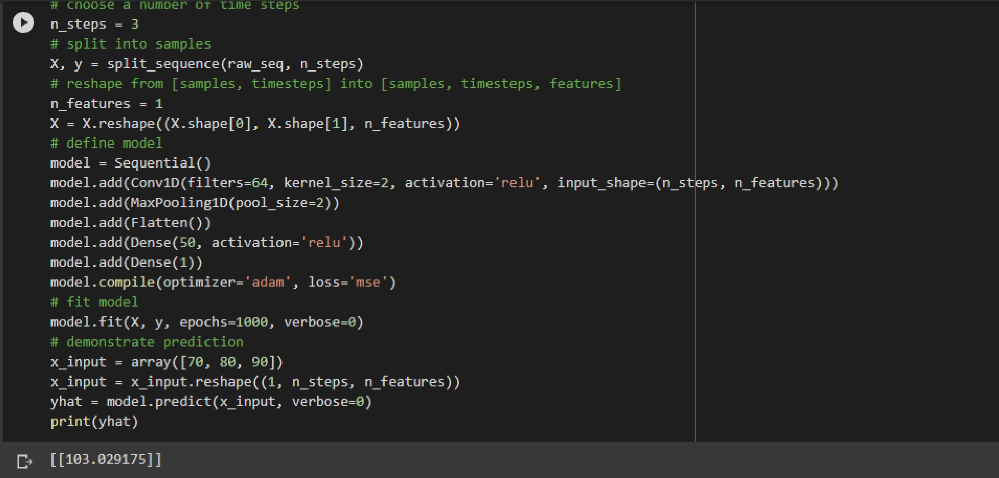 # choose a number of time steps
n_steps = 3
# split into samples
X, y = split_sequence(raw_seq, n_steps)
# reshape from [samples, timesteps] into [samples, timesteps, features]
n_features = 1
X = X.reshape((X.shape[0], X.shape[1], n_features))
# define model
model = Sequential()
model.add(Conv1D(filters=64, kernel_size=2, activation='relu', input_shape=(n_steps, n_features)))
model.add(MaxPooling1D(pool_size=2))
model.add(Flatten())
model.add(Dense(50, activation='relu'))
model.add(Dense(1))
model.compile(optimizer='adam', loss='mse')
# fit model
model.fit(X, y, epochs=1000, verbose=0)
# demonstrate prediction
x_input = array([70, 80, 90])
x_input = x_input.reshape((1, n_steps, n_features))
yhat = model.predict(x_input, verbose=0)
print(yhat)
[[103.029175]]